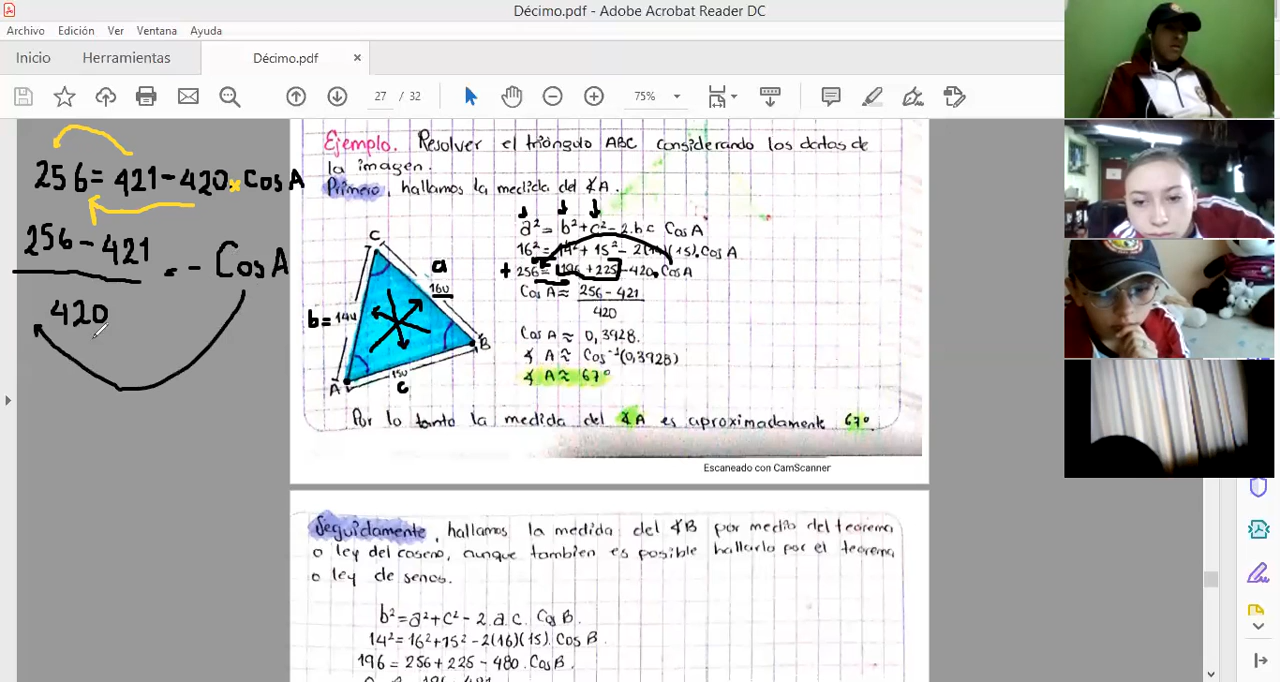 Décimo.pdf - Adobe Acrobat Reader DC
Archivo Edición Ver Ventana Ayuda
Inicio Herramientas Décimo.pdf ×
27 / 32 75%
256 = 421 - 420 x Cos A
256 - 421 = - Cos A
420
Ejemplo. Resolver el triángulo ABC considerando los datos de
la imagen.
Primero, hallamos la medida del ∡A.
a² = b² + c² - 2.b.c Cos A
16² = 14² + 15² - 2(14)(15).Cos A
+ 256 = 196 + 225 - 420.Cos A
Cos A ≈ 256 - 421
420
Cos A ≈ 0,3928.
∡ A ≈ Cos⁻¹(0,3928)
∡ A ≈ 67°
C
a
16u
b = 14u
B
15u
A
c
Por lo tanto la medida del ∡A es aproximadamente 67°
Escaneado con CamScanner
Seguidamente, hallamos la medida del ∡B por medio del teorema
o ley del coseno, aunque tambien es posible hallarlo por el teorema
o ley de senos.
b² = a² + c² - 2.a.c. Cos B.
14² = 16² + 15² - 2(16)(15). Cos B
196 = 256 + 225 - 480 . Cos B.